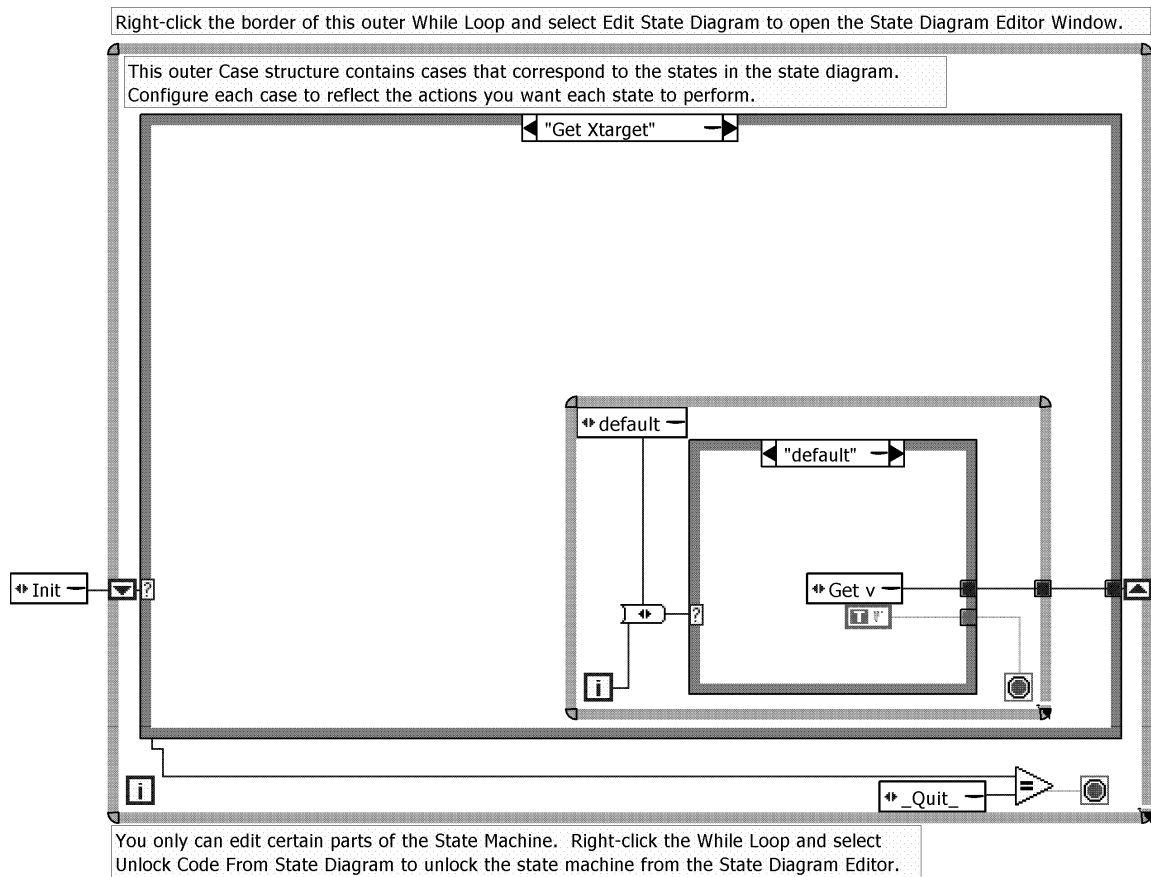 Right-click the border of this outer While Loop and select Edit State Diagram to open the State Diagram Editor Window.
This outer Case structure contains cases that correspond to the states in the state diagram.
Configure each case to reflect the actions you want each state to perform.
"Get Xtarget"
default
"default"
Init
?
Get v
?
T
i
i
=
_Quit_
You only can edit certain parts of the State Machine.  Right-click the While Loop and select
Unlock Code From State Diagram to unlock the state machine from the State Diagram Editor.